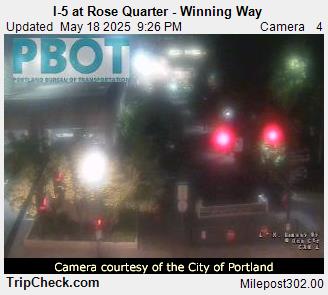 I-5 at Rose Quarter - Winning Way
Updated May 18 2025 9:26 PM Camera 4
PBOT
PORTLAND BUREAU OF TRANSPORTATION
Camera courtesy of the City of Portland
TripCheck.com Milepost302.00